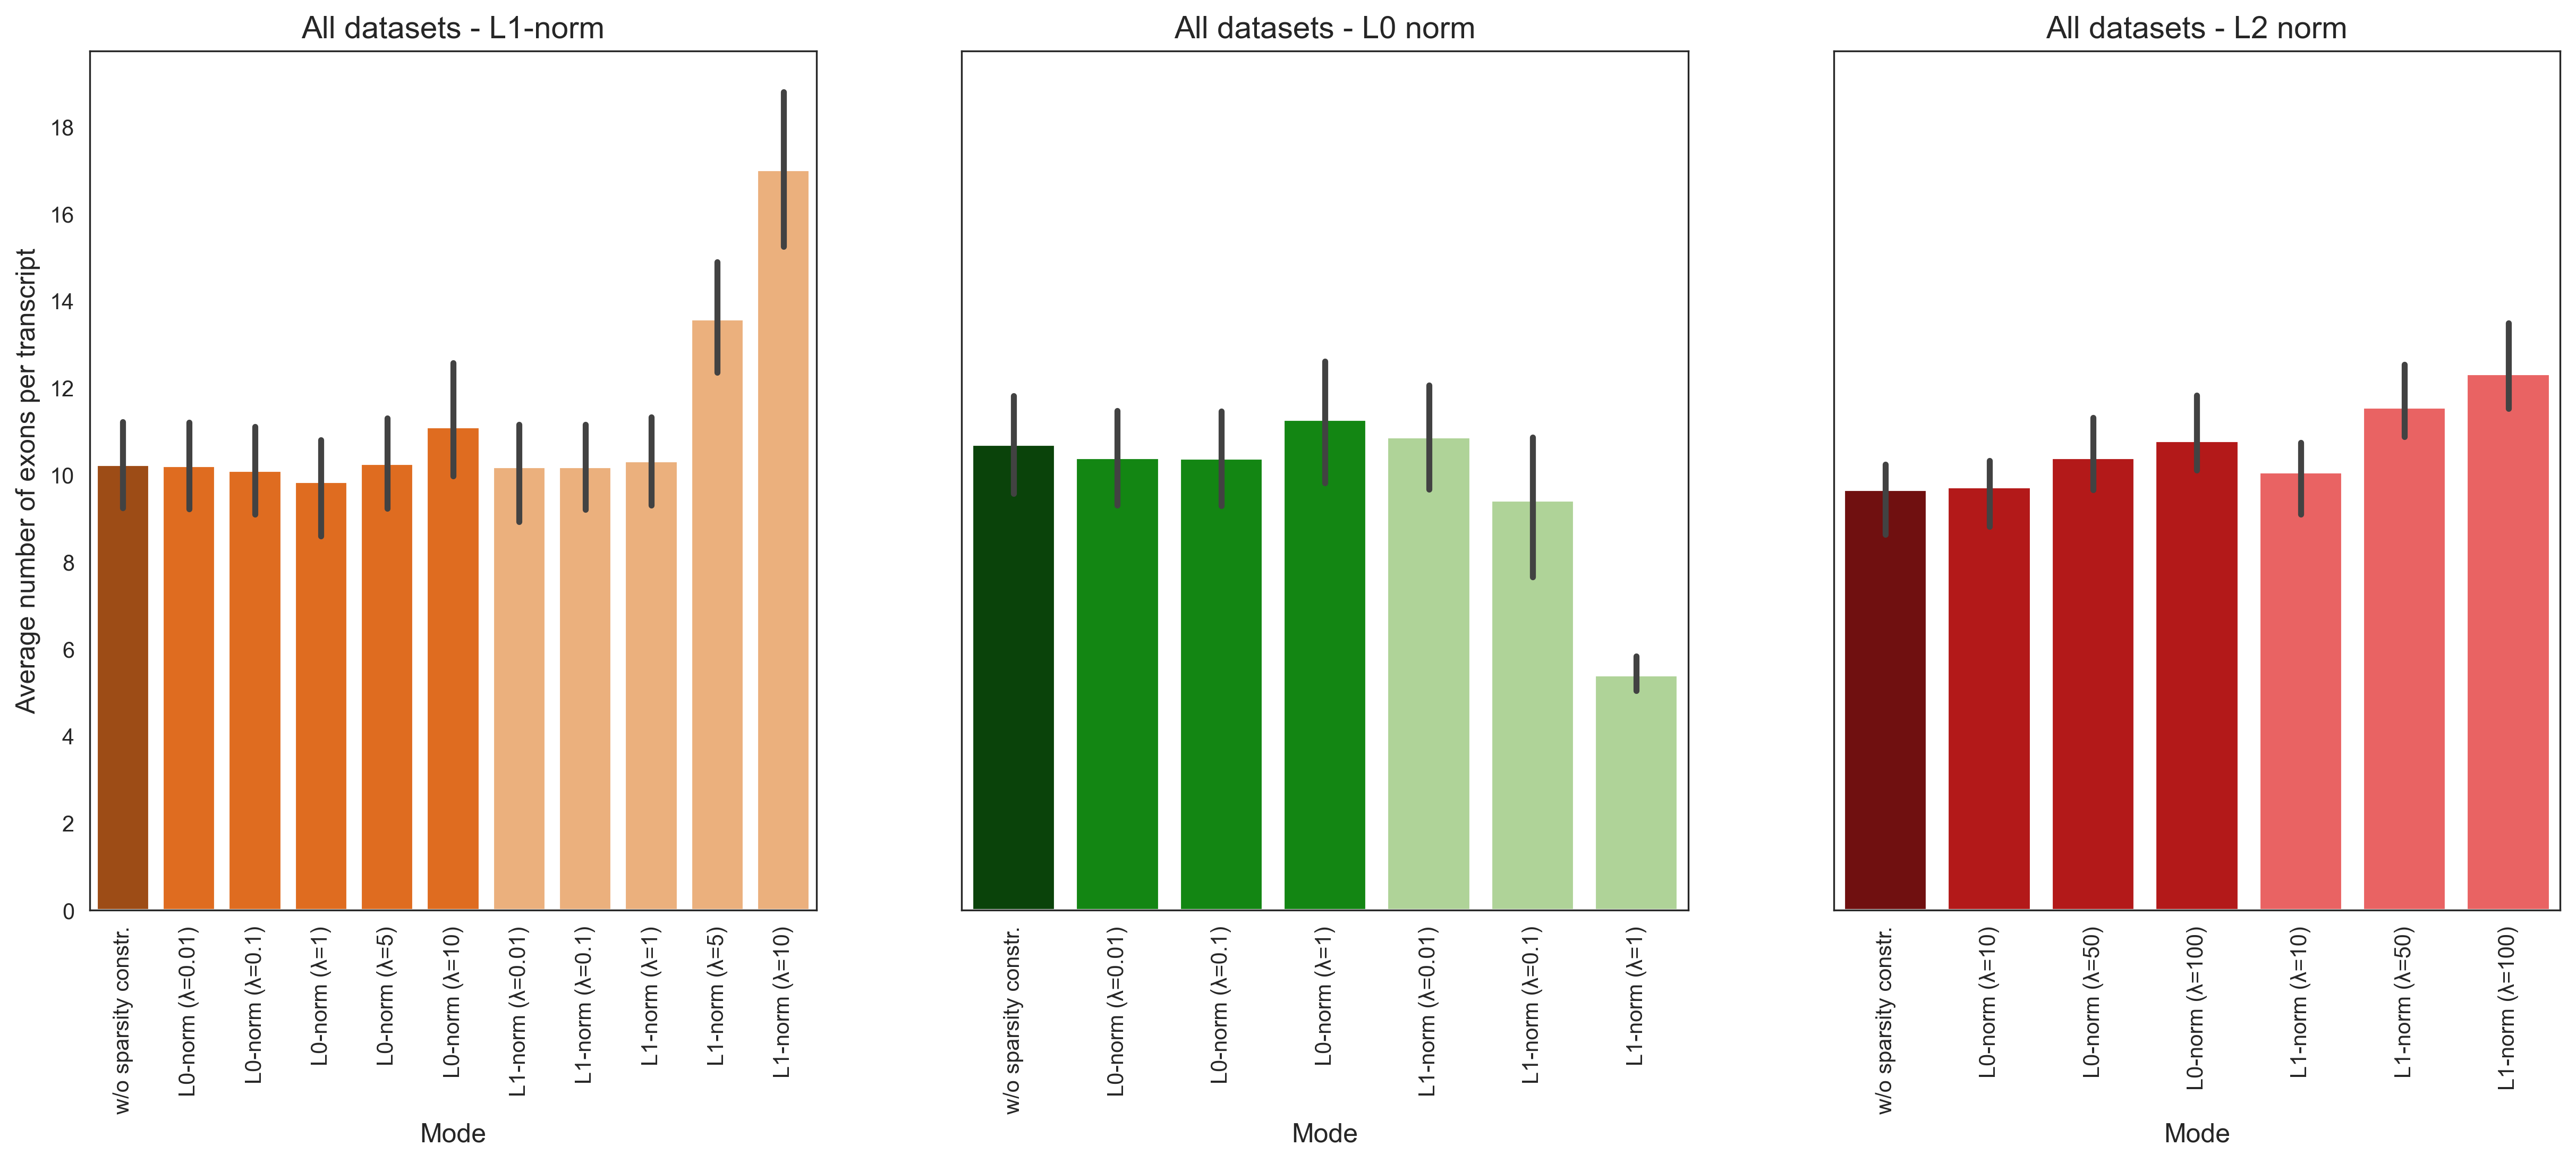 All datasets - L1-norm
All datasets - L0 norm
All datasets - L2 norm
Average number of exons per transcript
18
16
14
12
10
8
6
4
2
0
w/o sparsity constr.
L0-norm (λ=0.01)
L0-norm (λ=0.1)
L0-norm (λ=1)
L0-norm (λ=5)
L0-norm (λ=10)
L1-norm (λ=0.01)
L1-norm (λ=0.1)
L1-norm (λ=1)
L1-norm (λ=5)
L1-norm (λ=10)
w/o sparsity constr.
L0-norm (λ=0.01)
L0-norm (λ=0.1)
L0-norm (λ=1)
L1-norm (λ=0.01)
L1-norm (λ=0.1)
L1-norm (λ=1)
w/o sparsity constr.
L0-norm (λ=10)
L0-norm (λ=50)
L0-norm (λ=100)
L1-norm (λ=10)
L1-norm (λ=50)
L1-norm (λ=100)
Mode
Mode
Mode